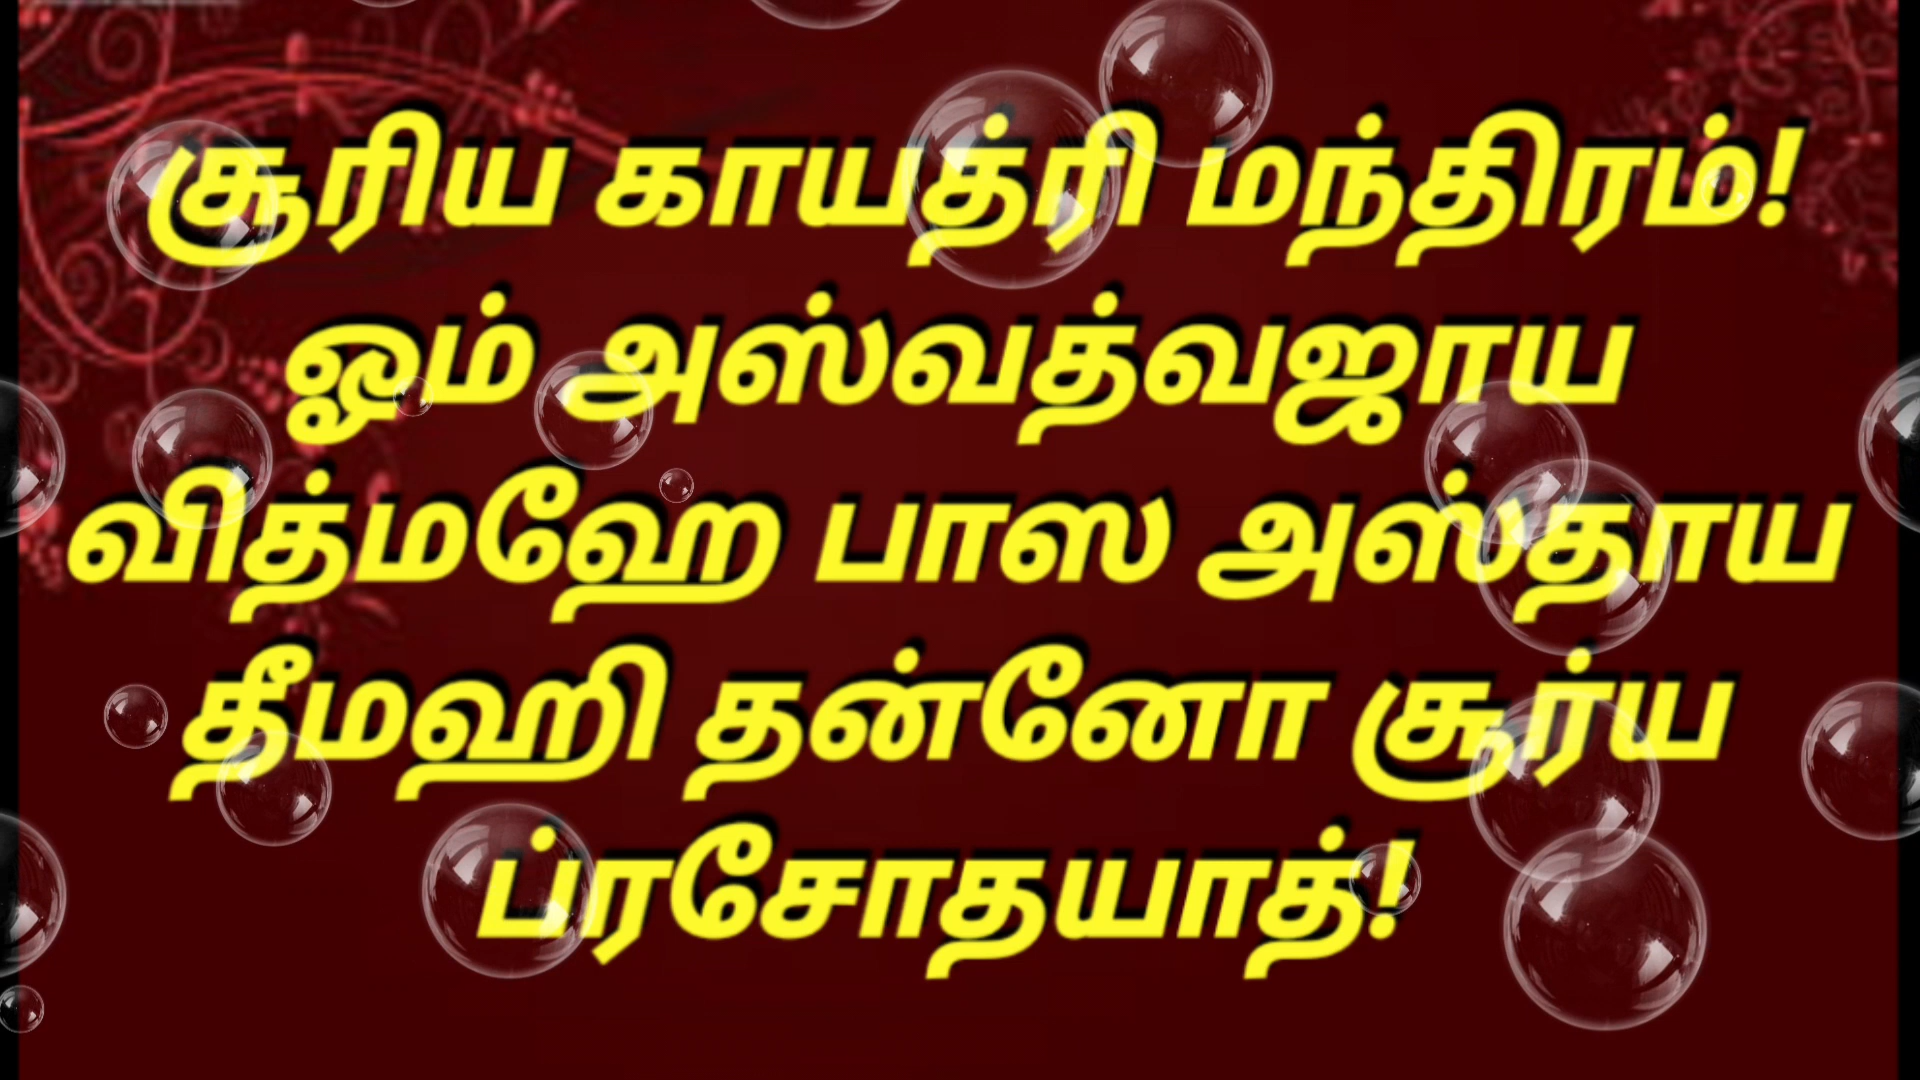 சூரிய காயத்ரி மந்திரம்!
ஓம் அஸ்வத்வஜாய
வித்மஹே பாஸ அஸ்தாய
தீமஹி தன்னோ சூர்ய
ப்ரசோதயாத்!